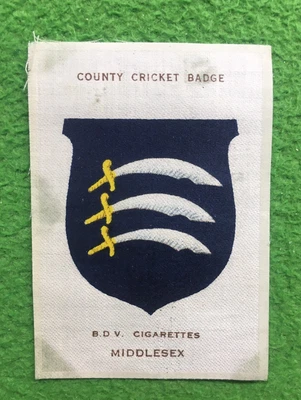 COUNTY CRICKET BADGE
B.D.V. CIGARETTES
MIDDLESEX